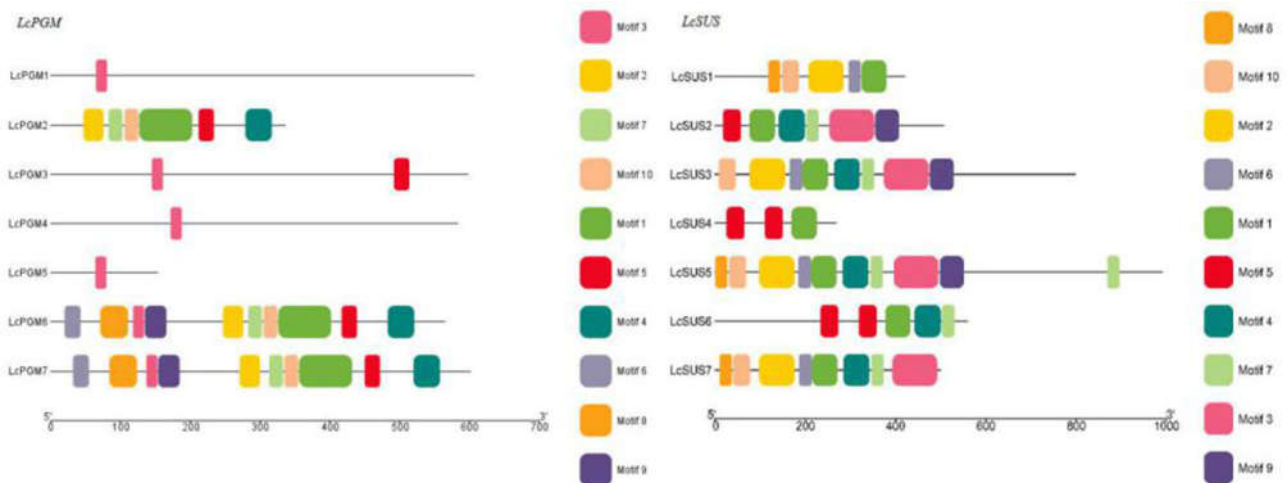 LcPGM
LcPGM1
LcPGM2
LcPGM3
LcPGM4
LcPGM5
LcPGM6
LcPGM7
5' 3'
0 100 200 300 400 500 600 700
Motif 3
Motif 2
Motif 7
Motif 10
Motif 1
Motif 5
Motif 4
Motif 6
Motif 8
Motif 9
LcSUS
LcSUS1
LcSUS2
LcSUS3
LcSUS4
LcSUS5
LcSUS6
LcSUS7
5' 3'
0 200 400 600 800 1000
Motif 8
Motif 10
Motif 2
Motif 6
Motif 1
Motif 5
Motif 4
Motif 7
Motif 3
Motif 9